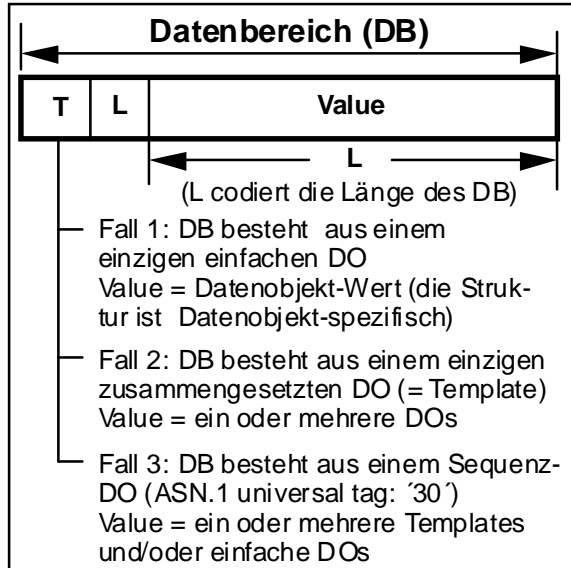 Datenbereich (DB)
T L Value
L
(L codiert die Länge des DB)
Fall 1: DB besteht aus einem
einzigen einfachen DO
Value = Datenobjekt-Wert (die Struk-
tur ist Datenobjekt-spezifisch)
Fall 2: DB besteht aus einem einzigen
zusammengesetzten DO (= Template)
Value = ein oder mehrere DOs
Fall 3: DB besteht aus einem Sequenz-
DO (ASN.1 universal tag: ´30´)
Value = ein oder mehrere Templates
und/oder einfache DOs